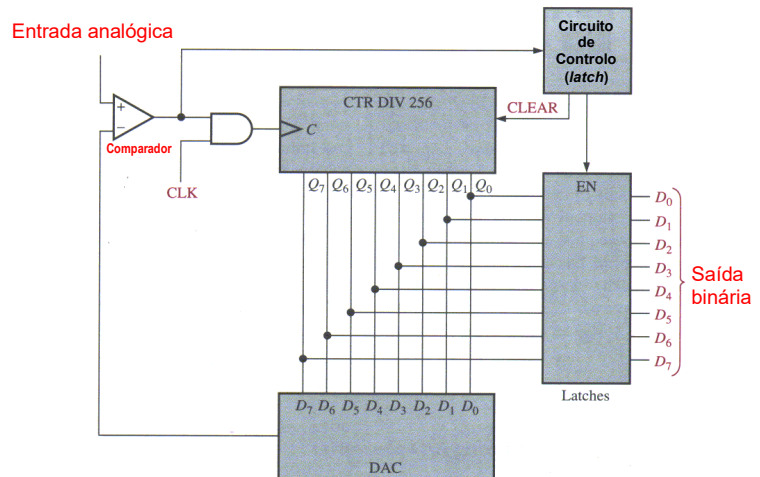 Entrada analógica
Circuito
de
Controlo
(latch)
CTR DIV 256
CLEAR
+
−
C
Comparador
CLK
Q7 Q6 Q5 Q4 Q3 Q2 Q1 Q0
EN
D0
D1
D2
D3
D4
D5
D6
D7
Saída
binária
Latches
D7 D6 D5 D4 D3 D2 D1 D0
DAC